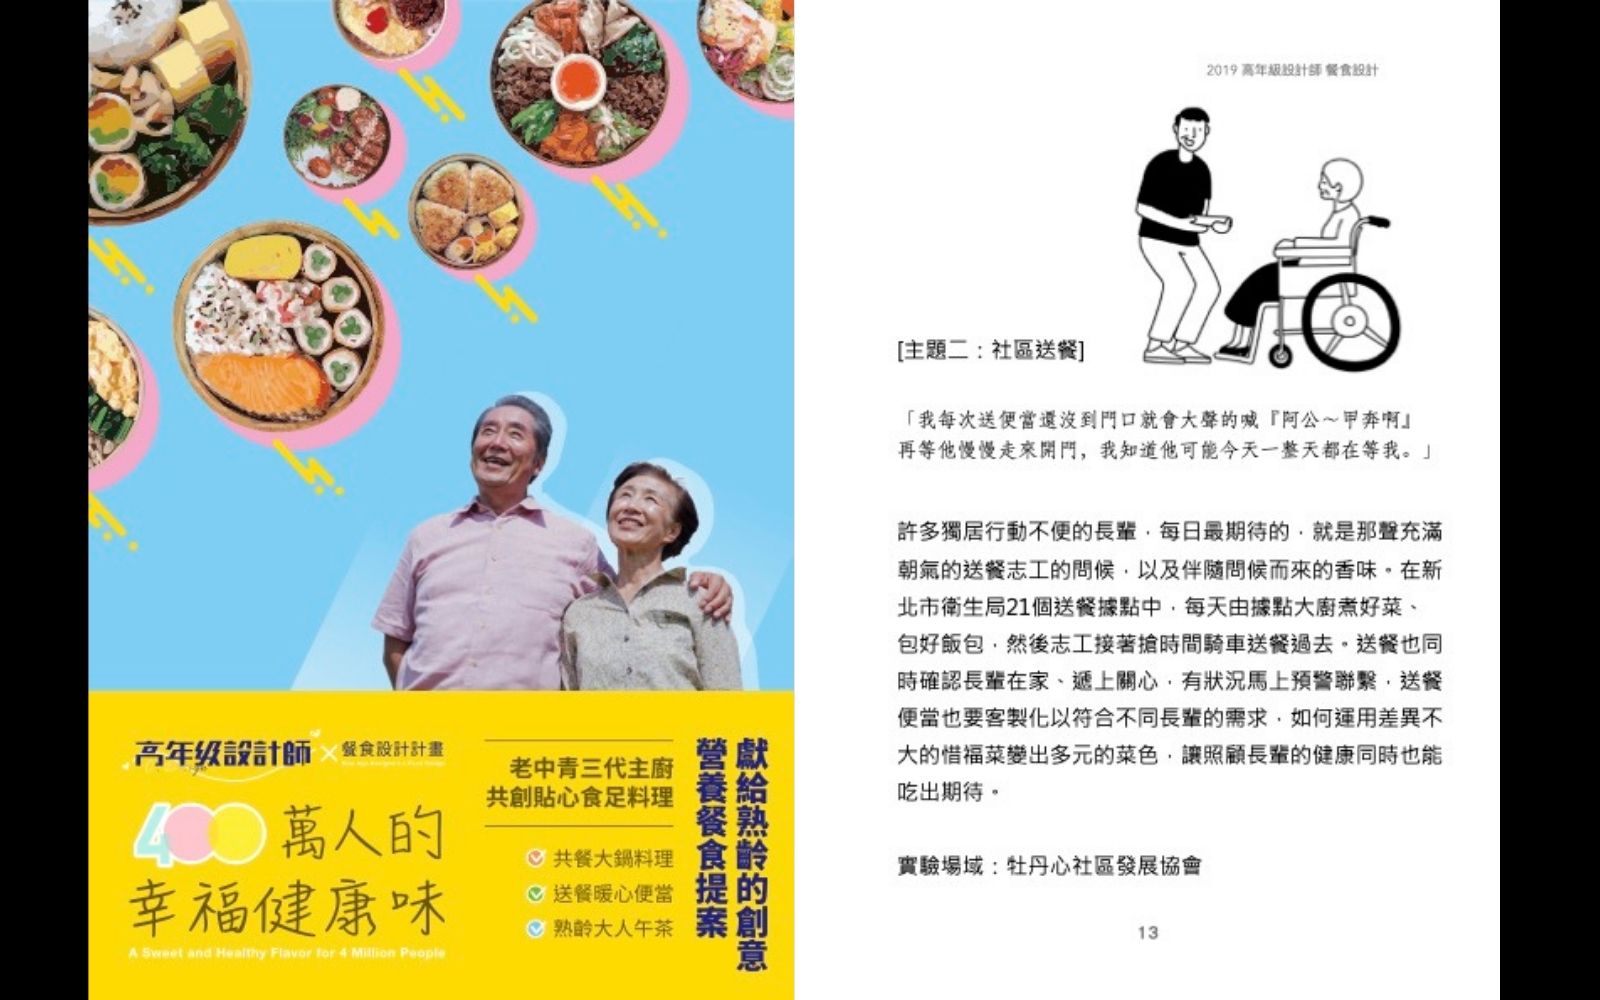 高年級設計師×餐食設計計畫
400萬人的
幸福健康味
A Sweet and Healthy Flavor for 4 Million People
老中青三代主廚
共創貼心食足料理
共餐大鍋料理
送餐暖心便當
熟齡大人午茶
獻給熟齡的創意
營養餐食提案
2019 高年級設計師 餐食設計
[主題二：社區送餐]
「我每次送便當還沒到門口就會大聲的喊『阿公～甲奔啊』
再等他慢慢走來開門，我知道他可能今天一整天都在等我。」
許多獨居行動不便的長輩，每日最期待的，就是那聲充滿
朝氣的送餐志工的問候，以及伴隨問候而來的香味。在新
北市衛生局21個送餐據點中，每天由據點大廚煮好菜、
包好飯包，然後志工接著搶時間騎車送餐過去。送餐也同
時確認長輩在家、遞上關心，有狀況馬上預警聯繫，送餐
便當也要客製化以符合不同長輩的需求，如何運用差異不
大的惜福菜變出多元的菜色，讓照顧長輩的健康同時也能
吃出期待。
實驗場域：牡丹心社區發展協會
13